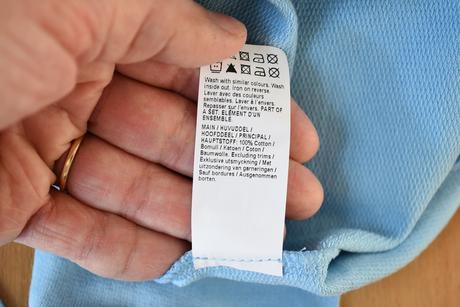 Wash with similar colours. Wash
inside out. Iron on reverse.
Laver avec des couleurs
semblables. Laver à l'envers.
Repasser sur l'envers. PART OF
A SET. ELÉMENT D'UN
ENSEMBLE.
MAIN / HUVUDDEL /
HOOFDDEEL / PRINCIPAL /
HAUPTSTOFF: 100% Cotton /
Bomull / Katoen / Coton /
Baumwolle. Excluding trims /
Exklusive utsmyckning / Met
uitzondering van garneringen /
Sauf bordures / Ausgenommen
borten.